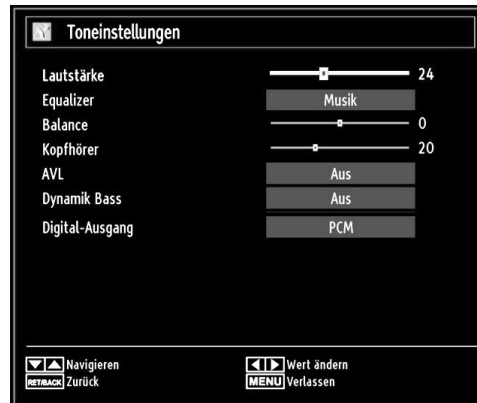 Toneinstellungen
Lautstärke 24
Equalizer Musik
Balance 0
Kopfhörer 20
AVL Aus
Dynamik Bass Aus
Digital-Ausgang PCM
Navigieren Wert ändern
RET/BACK Zurück MENU Verlassen